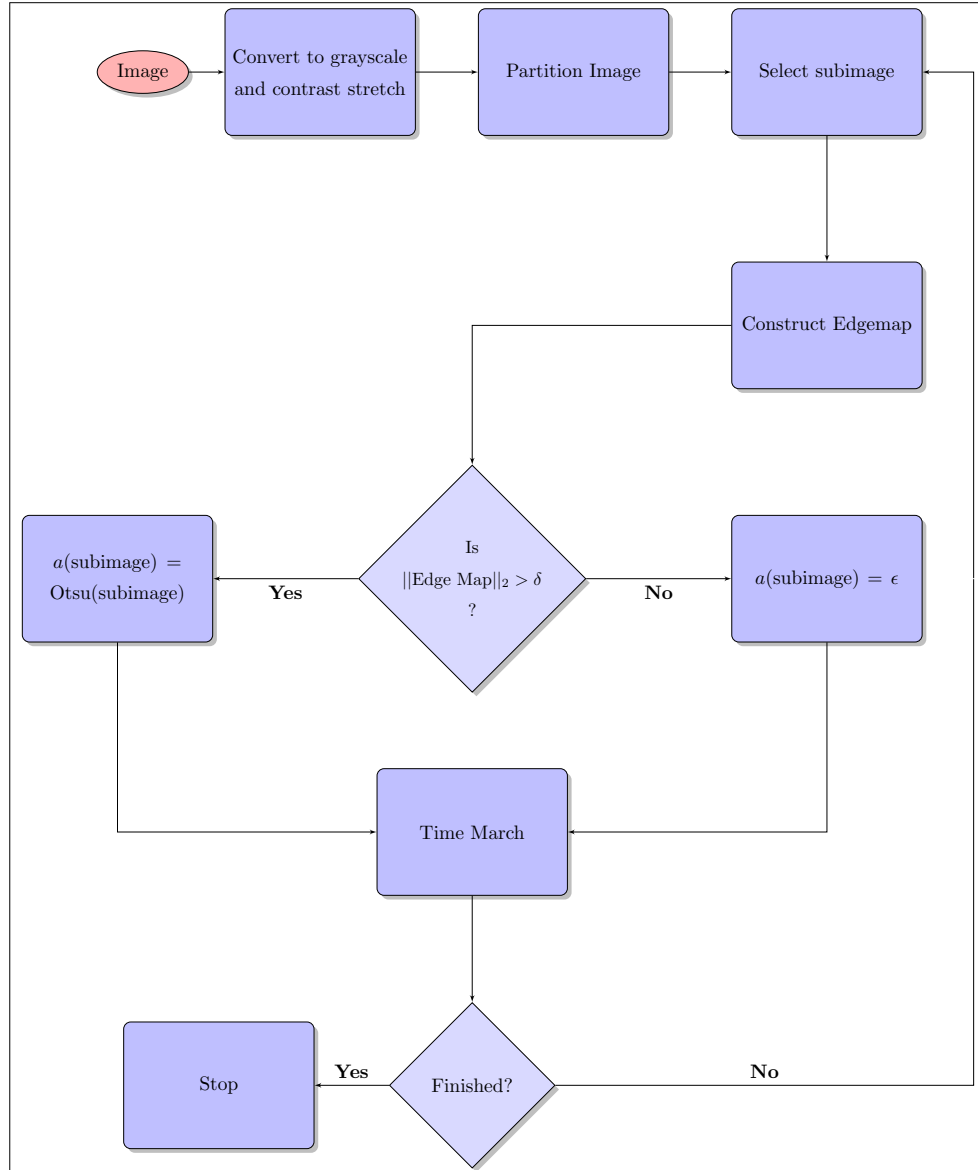 Image
Convert to grayscale
and contrast stretch
Partition Image
Select subimage
Construct Edgemap
Is
||Edge Map||₂ > δ
?
Yes
No
a(subimage) =
Otsu(subimage)
a(subimage) = ϵ
Time March
Finished?
Yes
No
Stop